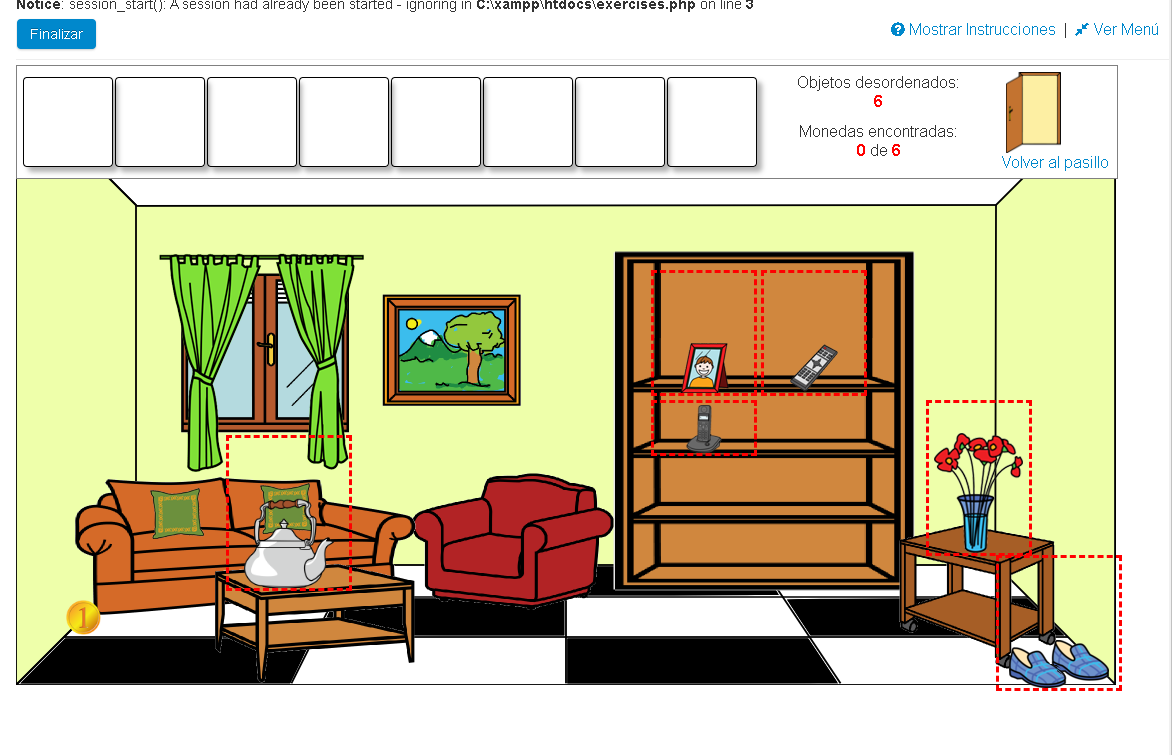 Notice: session_start(): A session had already been started - ignoring in C:\xampp\htdocs\exercises.php on line 3
Finalizar
Mostrar Instrucciones | Ver Menú
Objetos desordenados:
6
Monedas encontradas:
0 de 6
Volver al pasillo
1